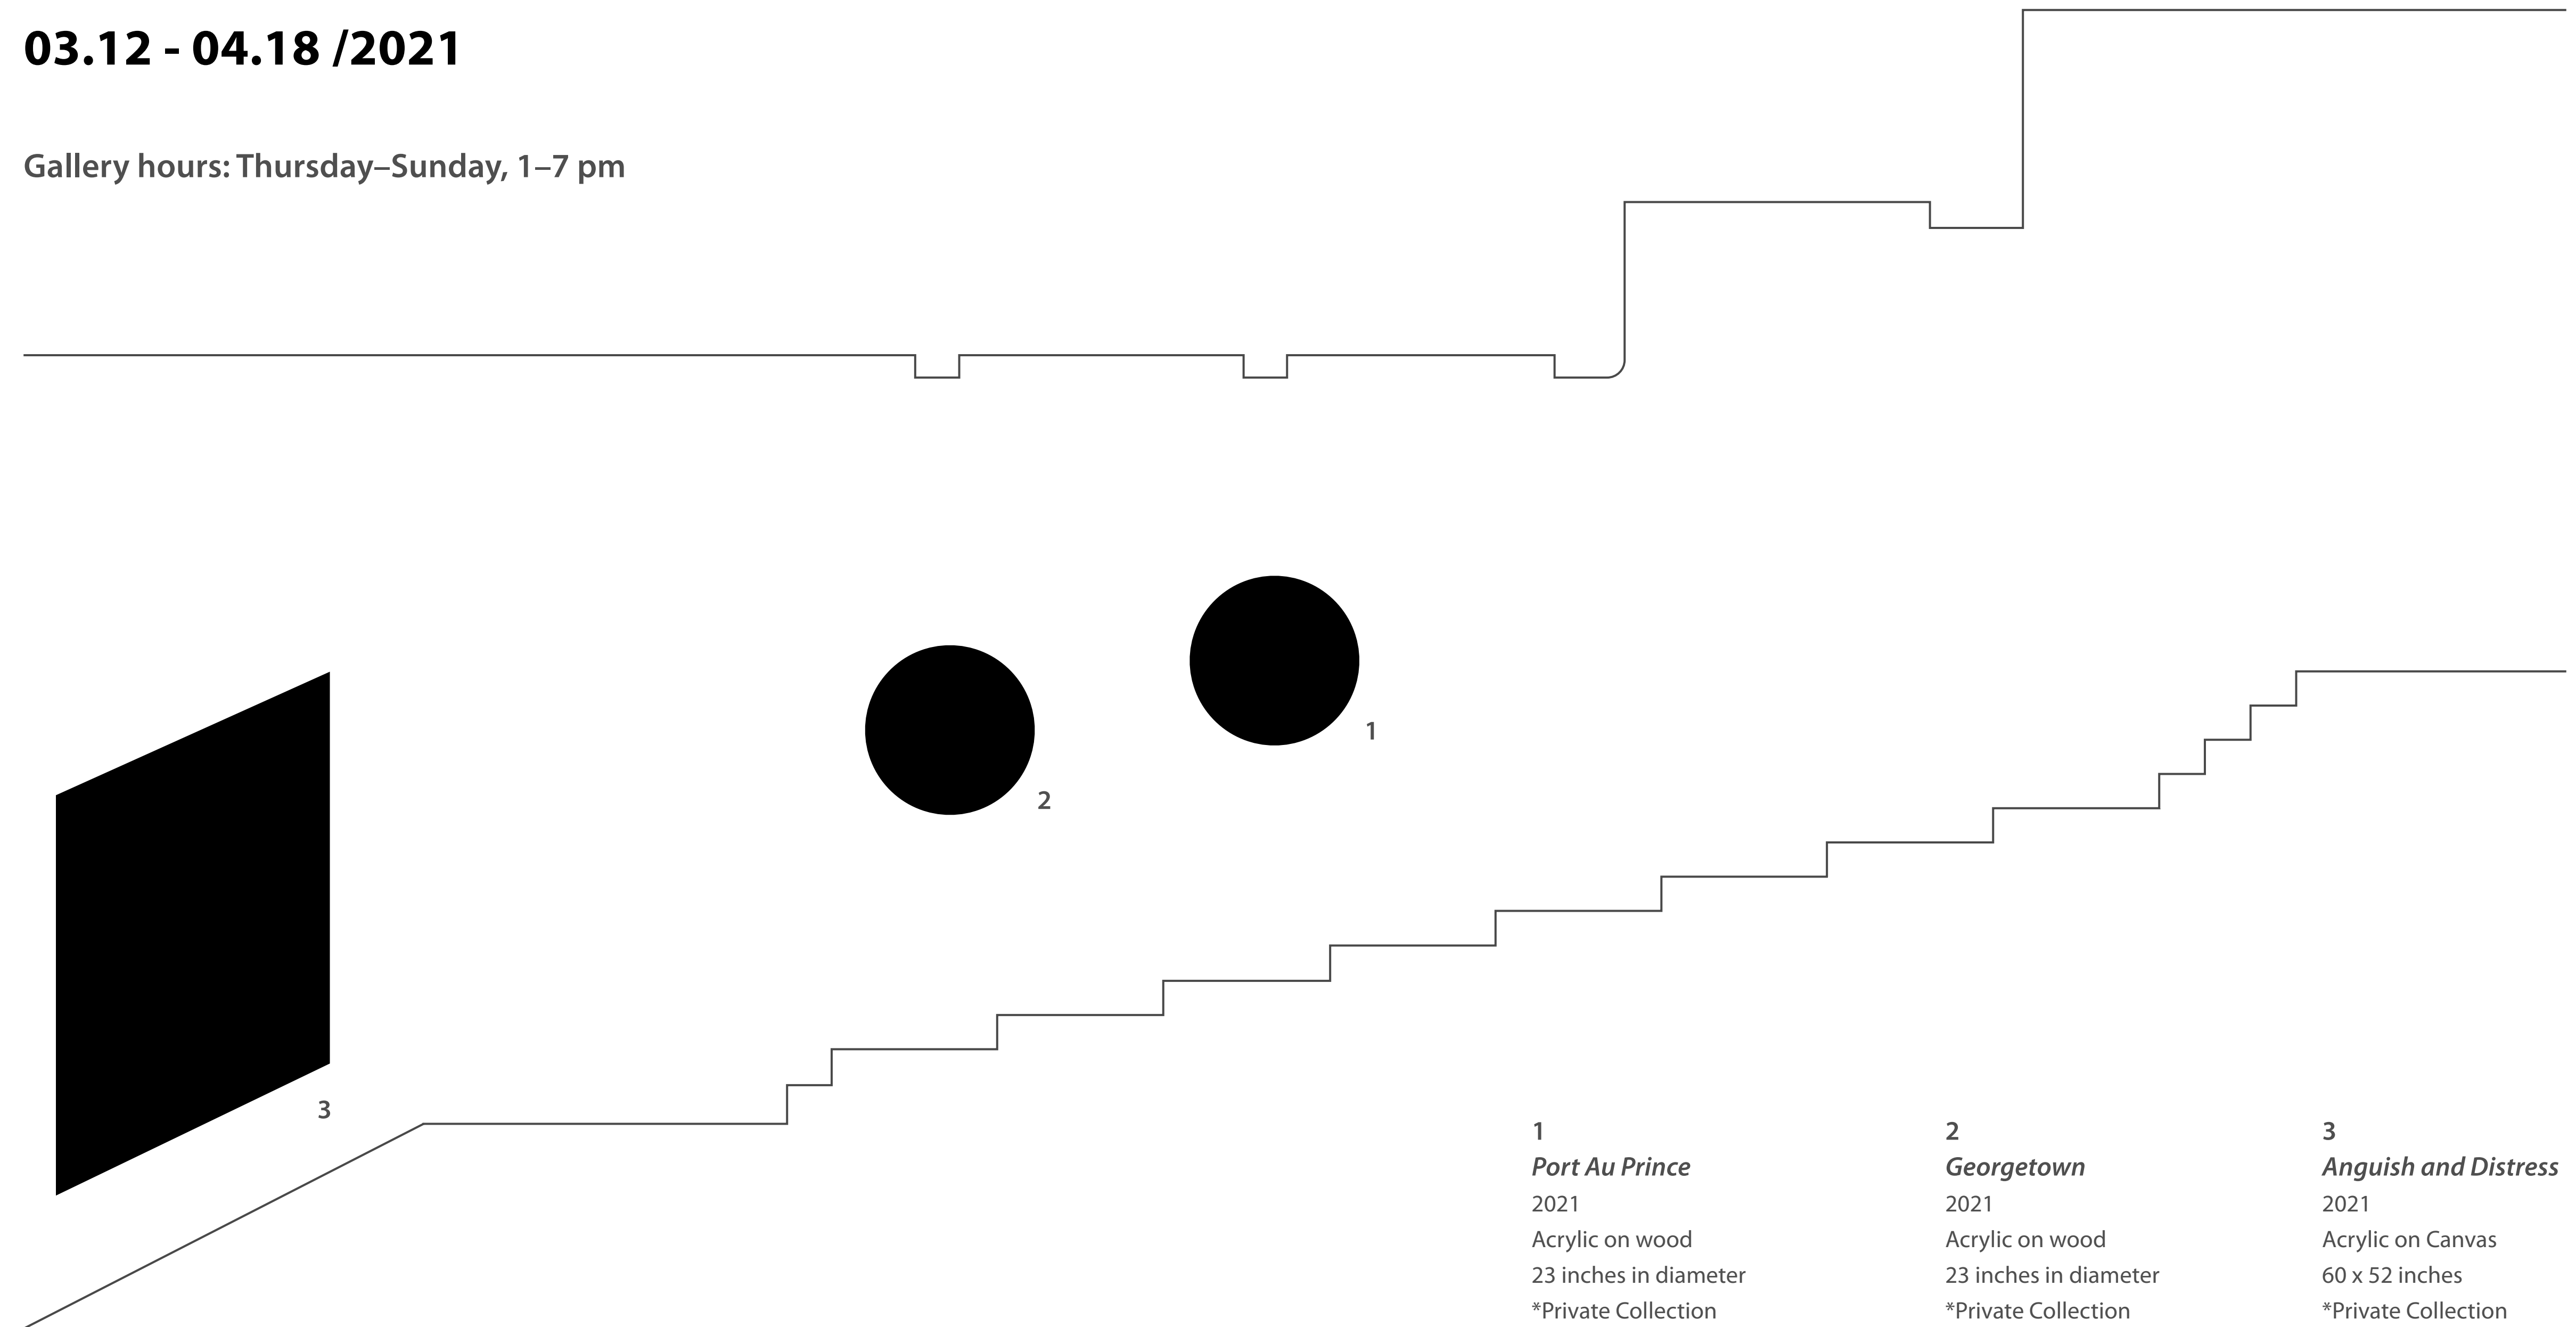 03.12 - 04.18 /2021
Gallery hours: Thursday–Sunday, 1–7 pm
1
2
3
1
Port Au Prince
2021
Acrylic on wood
23 inches in diameter
*Private Collection
2
Georgetown
2021
Acrylic on wood
23 inches in diameter
*Private Collection
3
Anguish and Distress
2021
Acrylic on Canvas
60 x 52 inches
*Private Collection